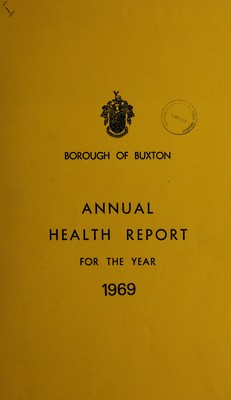 BOROUGH OF BUXTON
ANNUAL
HEALTH REPORT
FOR THE YEAR
1969